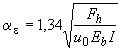 αε = 1,34√(Fh / (u0 Eb I))